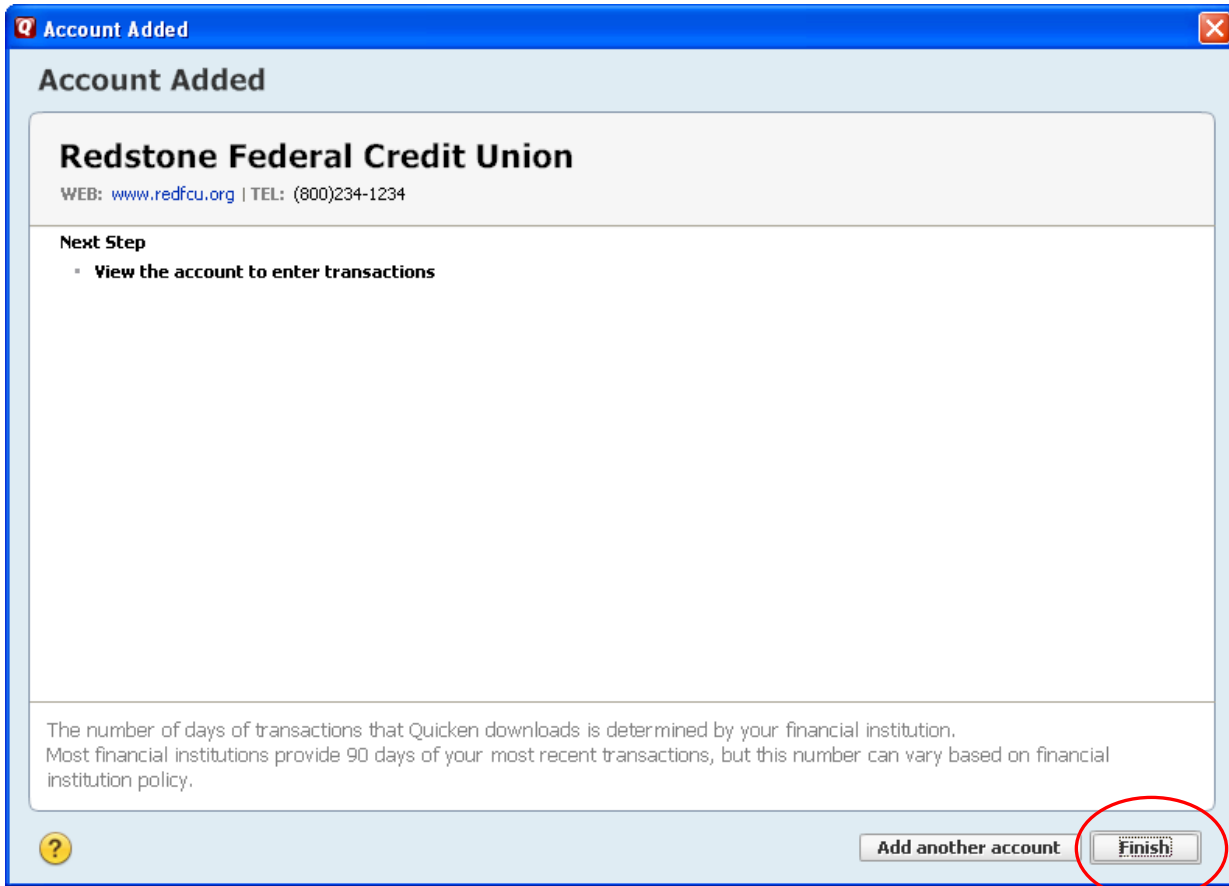 Account Added
Account Added
Redstone Federal Credit Union
WEB: www.redfcu.org | TEL: (800)234-1234
Next Step
View the account to enter transactions
The number of days of transactions that Quicken downloads is determined by your financial institution.
Most financial institutions provide 90 days of your most recent transactions, but this number can vary based on financial
institution policy.
?
Add another account
Finish